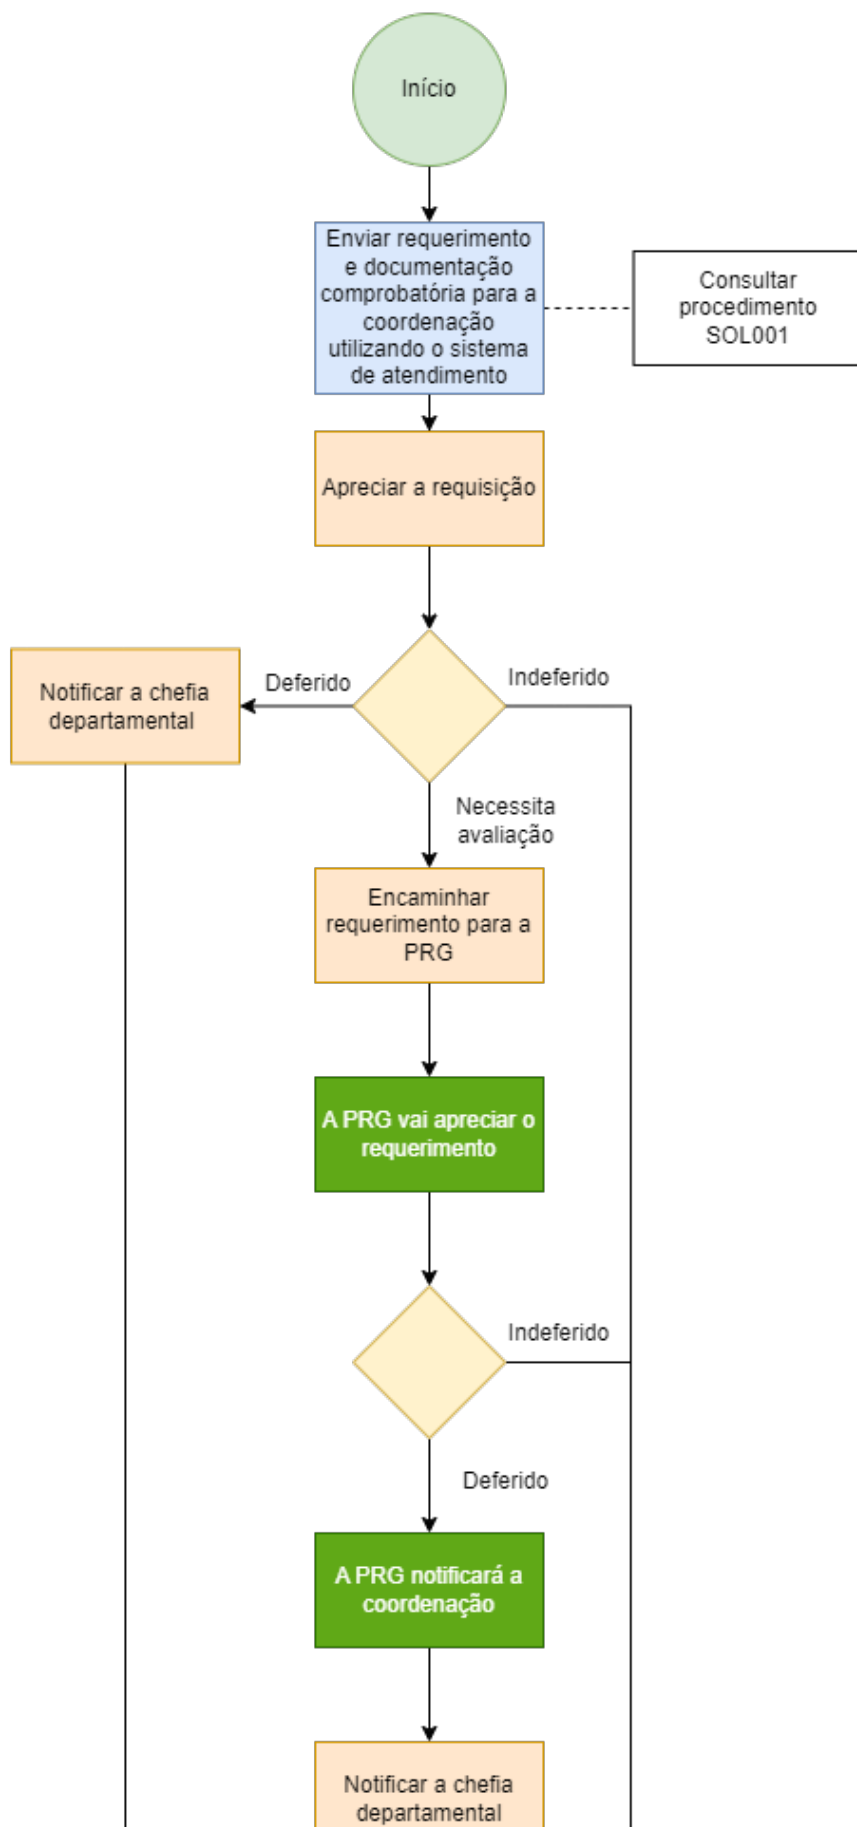 Início
Enviar requerimento
e documentação
comprobatória para a
coordenação
utilizando o sistema
de atendimento
Consultar
procedimento
SOL001
Apreciar a requisição
Notificar a chefia
departamental
Deferido
Indeferido
Necessita
avaliação
Encaminhar
requerimento para a
PRG
A PRG vai apreciar o
requerimento
Indeferido
Deferido
A PRG notificará a
coordenação
Notificar a chefia
departamental